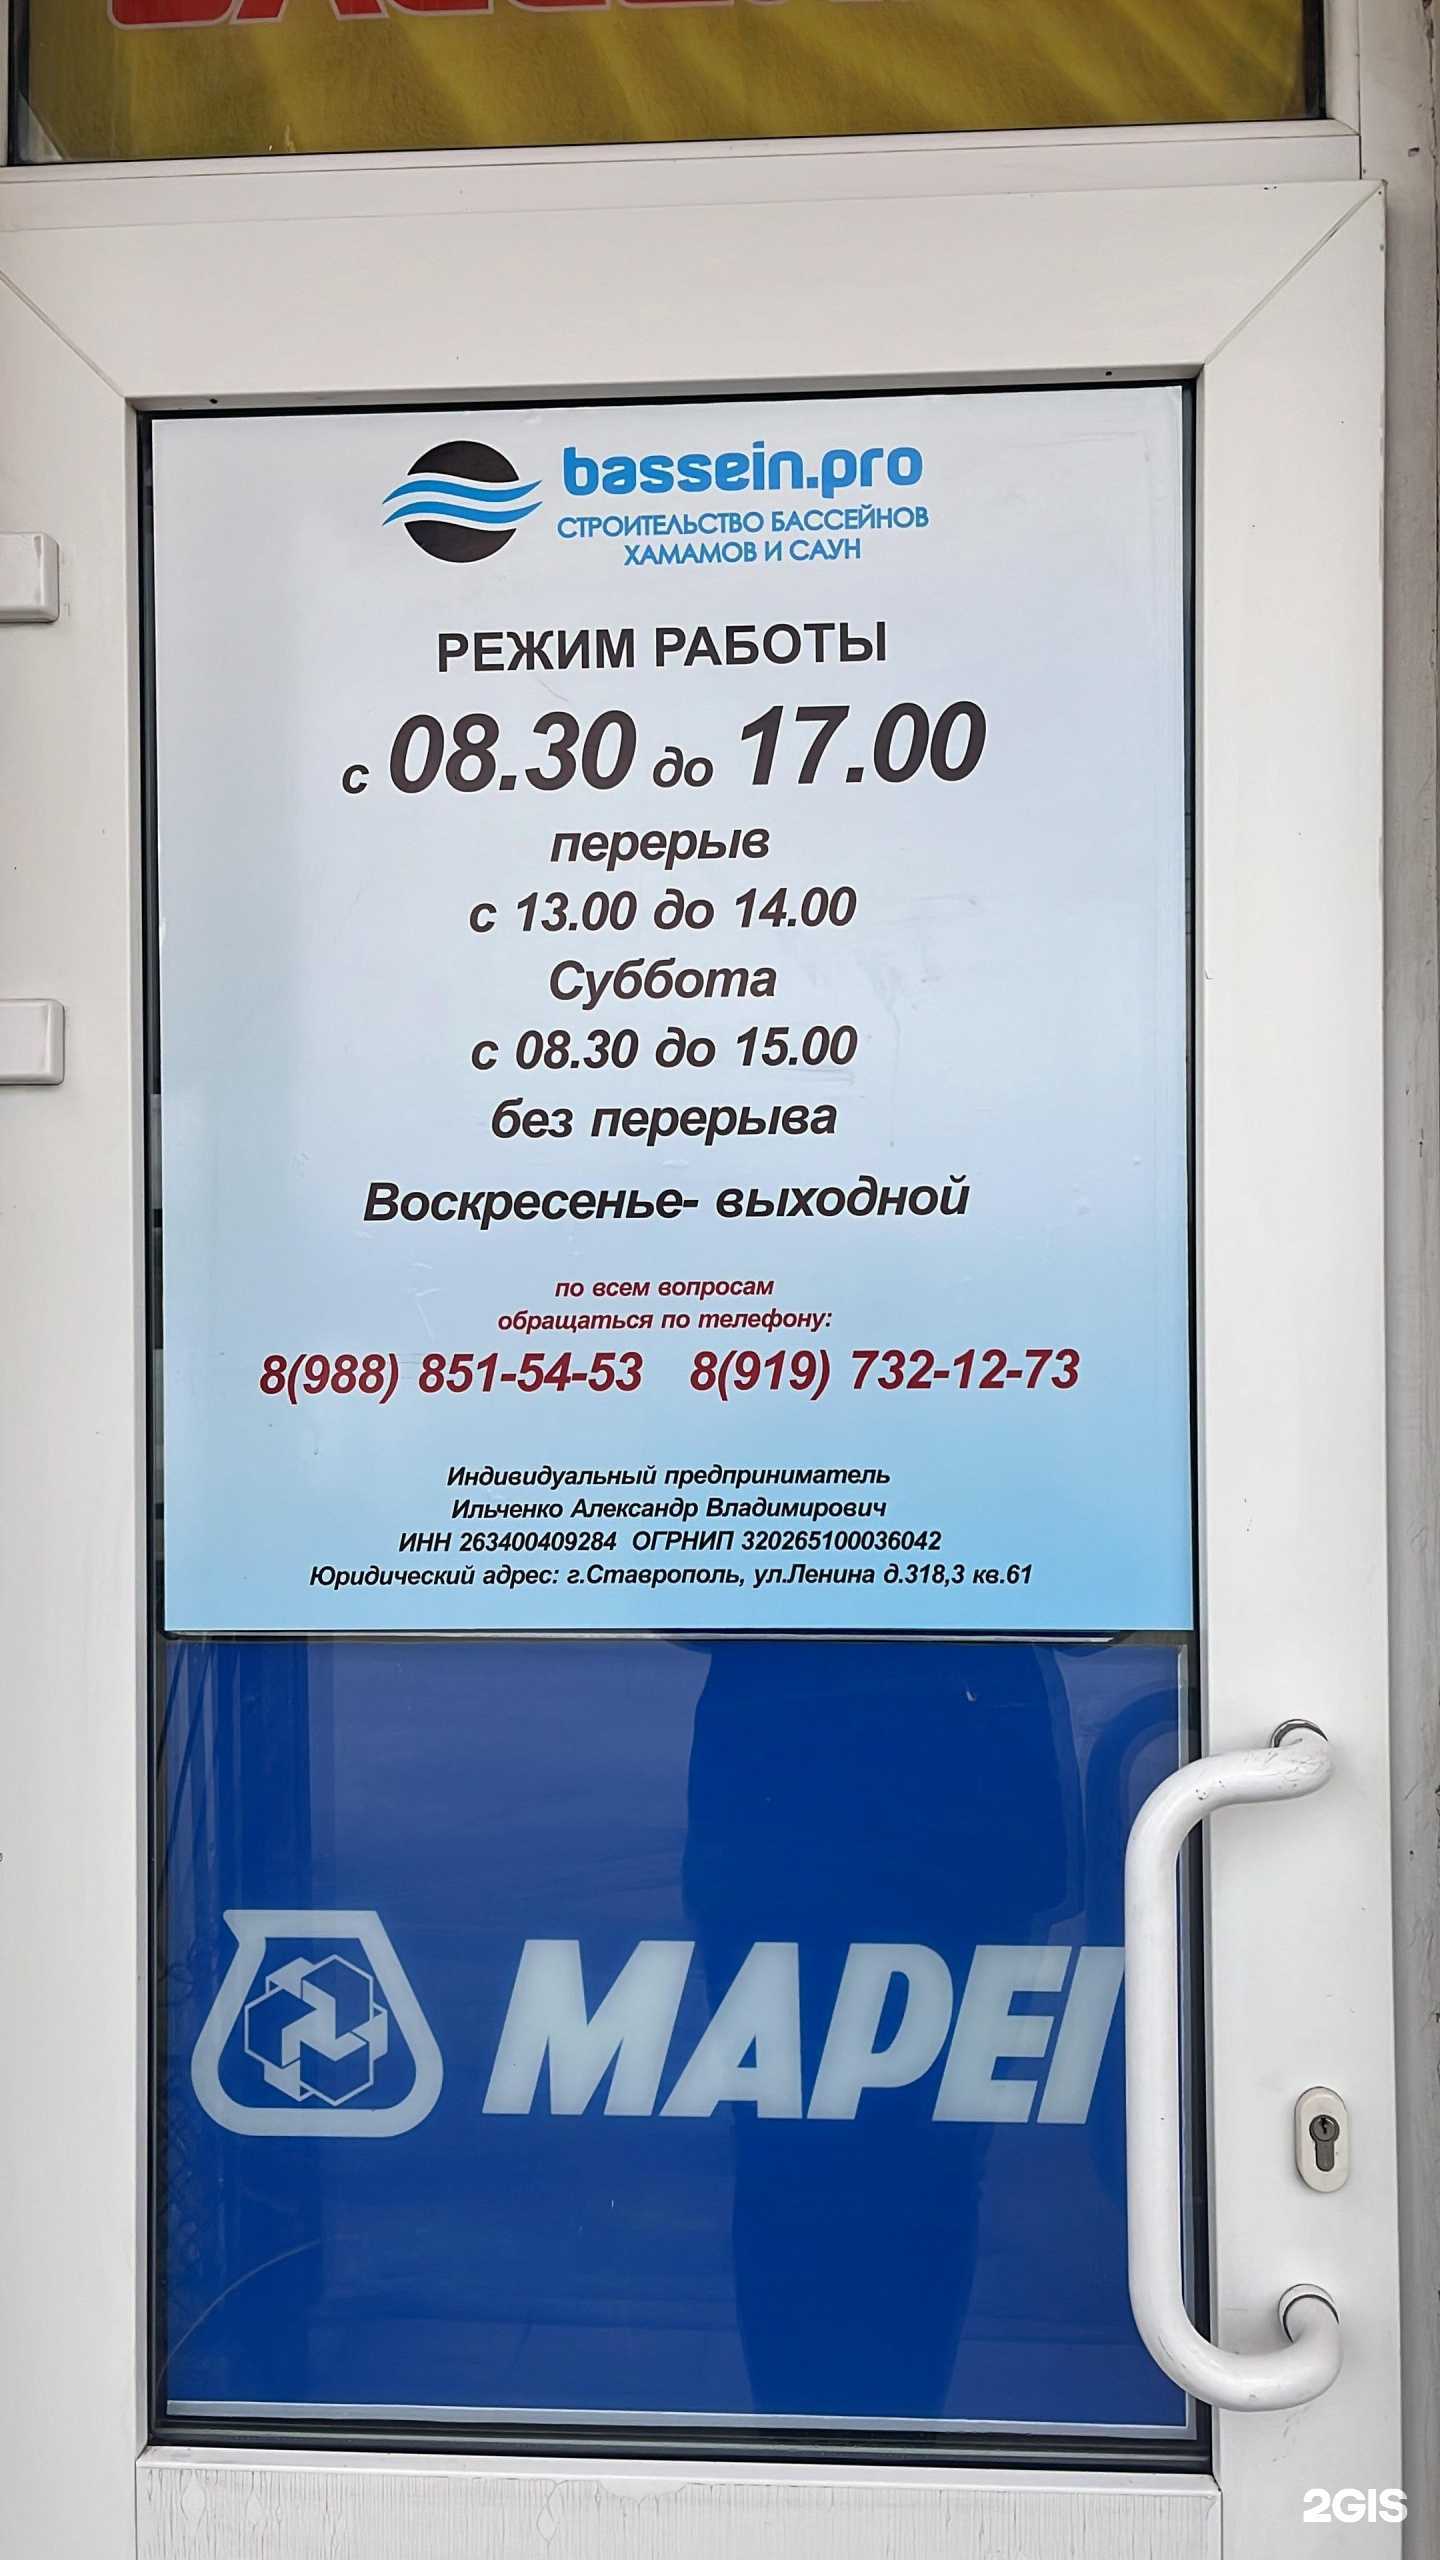 bassein.pro
СТРОИТЕЛЬСТВО БАССЕЙНОВ
ХАМАМОВ И САУН
РЕЖИМ РАБОТЫ
с 08.30 до 17.00
перерыв
с 13.00 до 14.00
Суббота
с 08.30 до 15.00
без перерыва
Воскресенье- выходной
по всем вопросам
обращаться по телефону:
8(988) 851-54-53 8(919) 732-12-73
Индивидуальный предприниматель
Ильченко Александр Владимирович
ИНН 263400409284 ОГРНИП 320265100036042
Юридический адрес: г.Ставрополь, ул.Ленина д.318,3 кв.61
MAPEI
2GIS